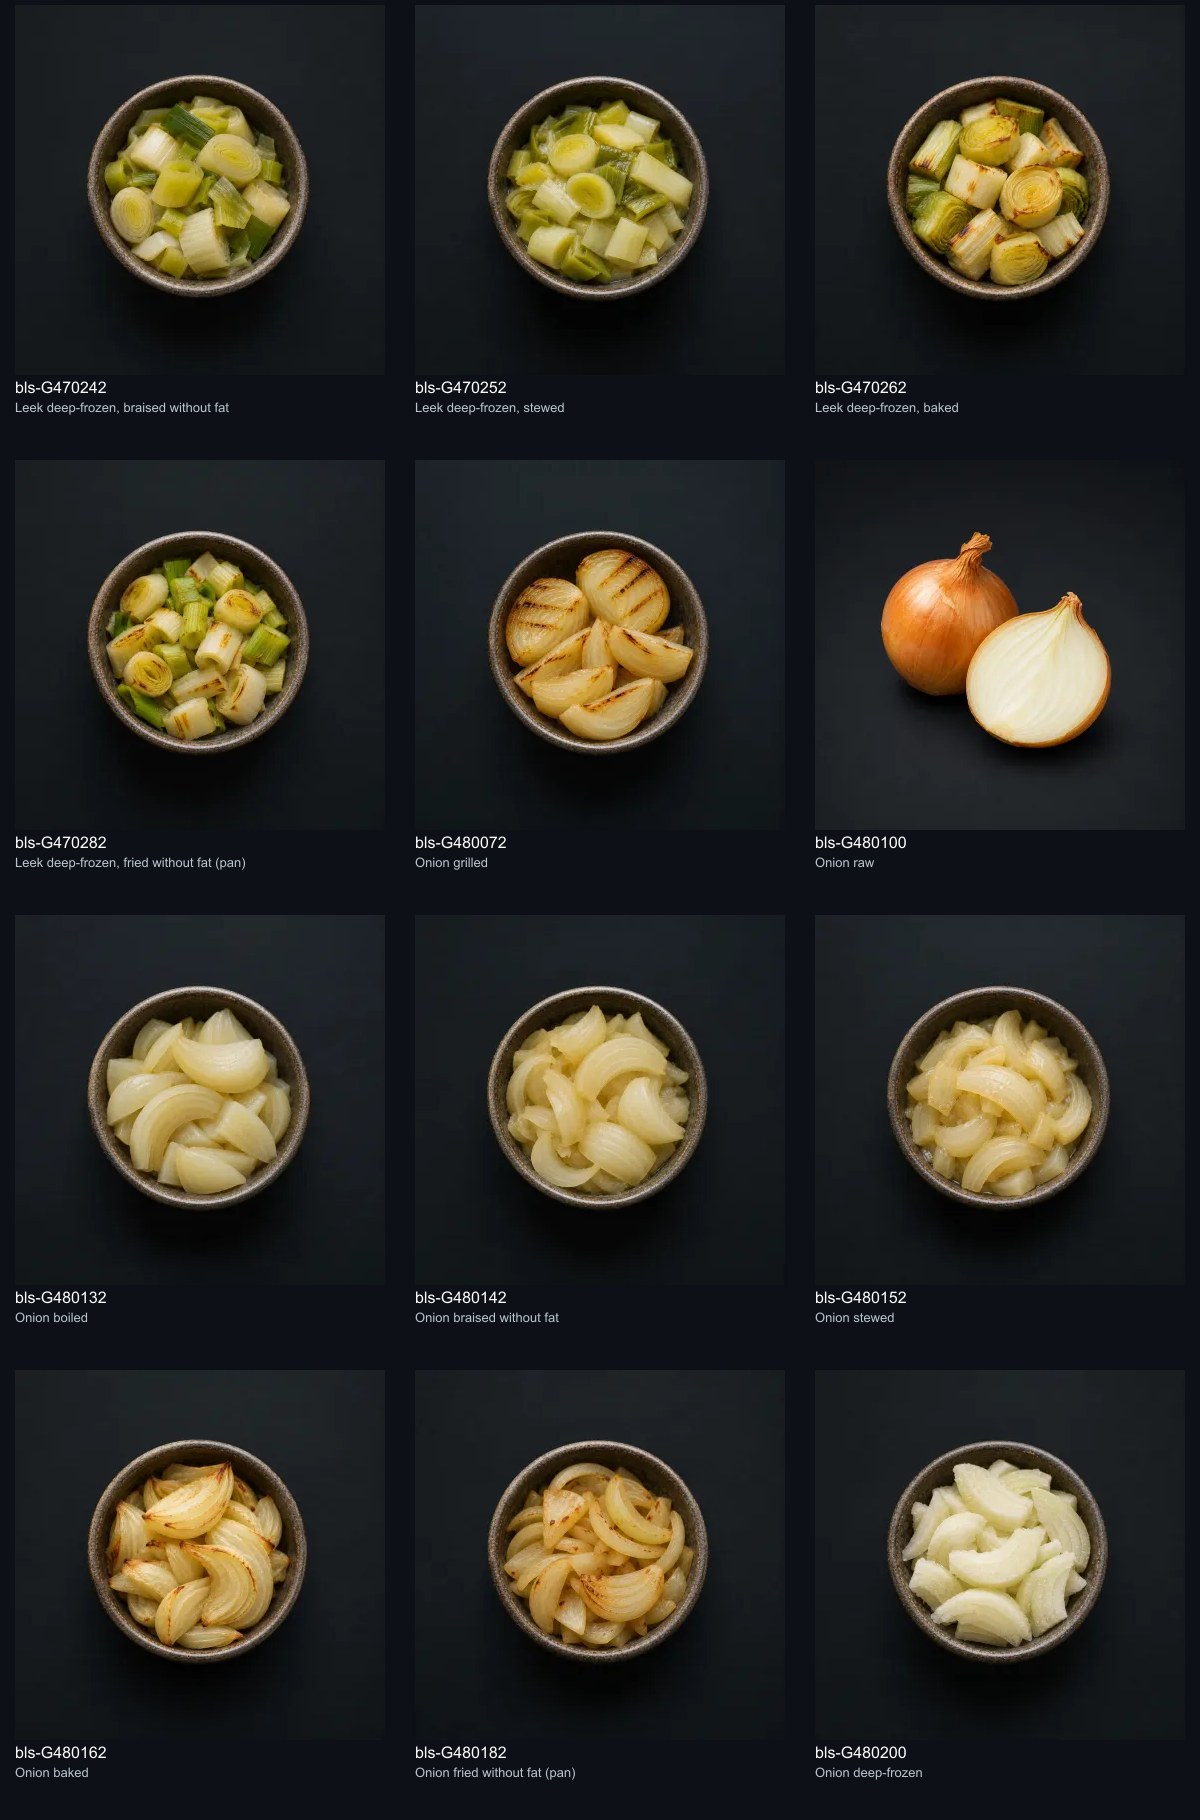 bls-G470242
Leek deep-frozen, braised without fat
bls-G470252
Leek deep-frozen, stewed
bls-G470262
Leek deep-frozen, baked
bls-G470282
Leek deep-frozen, fried without fat (pan)
bls-G480072
Onion grilled
bls-G480100
Onion raw
bls-G480132
Onion boiled
bls-G480142
Onion braised without fat
bls-G480152
Onion stewed
bls-G480162
Onion baked
bls-G480182
Onion fried without fat (pan)
bls-G480200
Onion deep-frozen